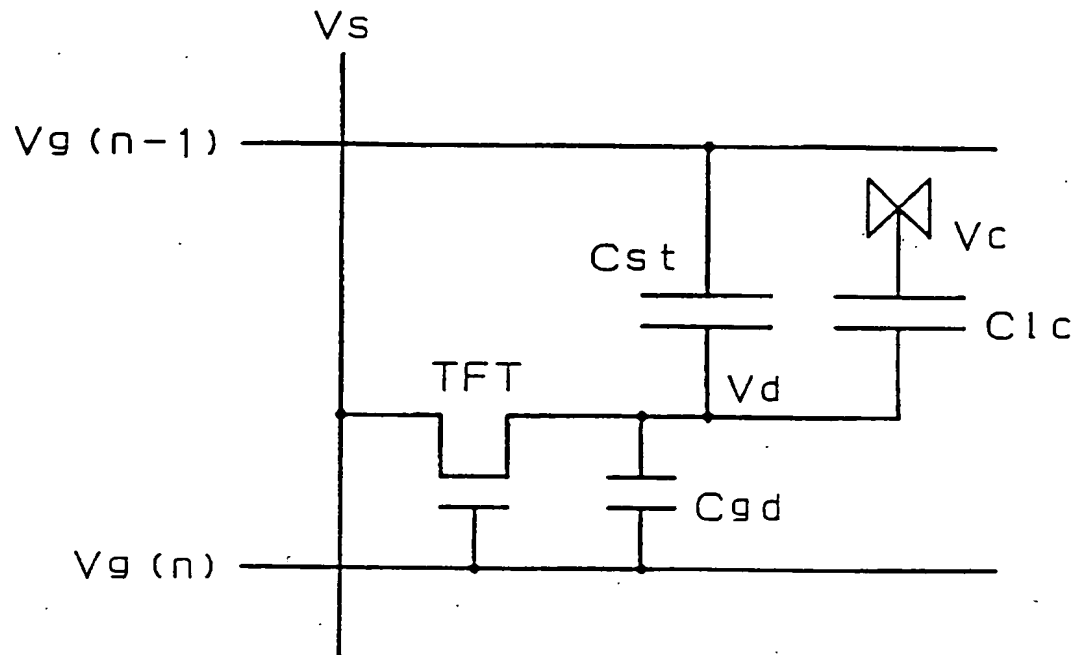 Vs
Vg (n-1)
Vc
Cst
Clc
TFT
Vd
Cgd
Vg (n)